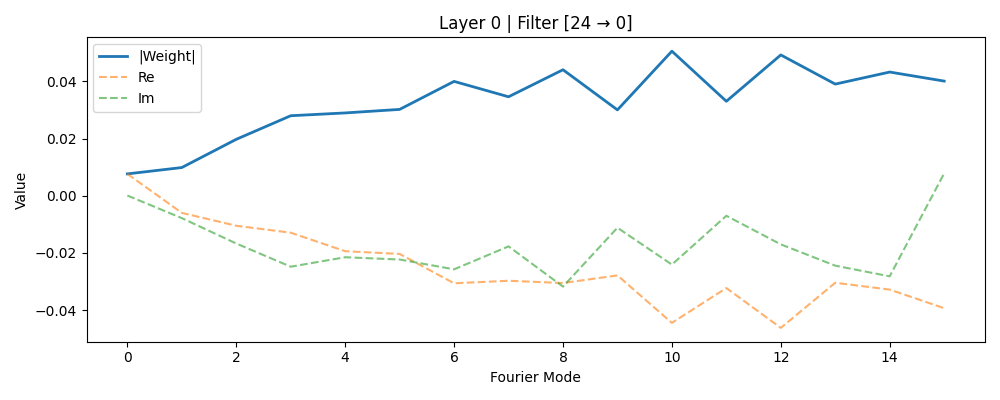 Layer 0 | Filter [24 → 0]
|Weight|
Re
Im
Value
0.04
0.02
0.00
−0.02
−0.04
0 2 4 6 8 10 12 14
Fourier Mode